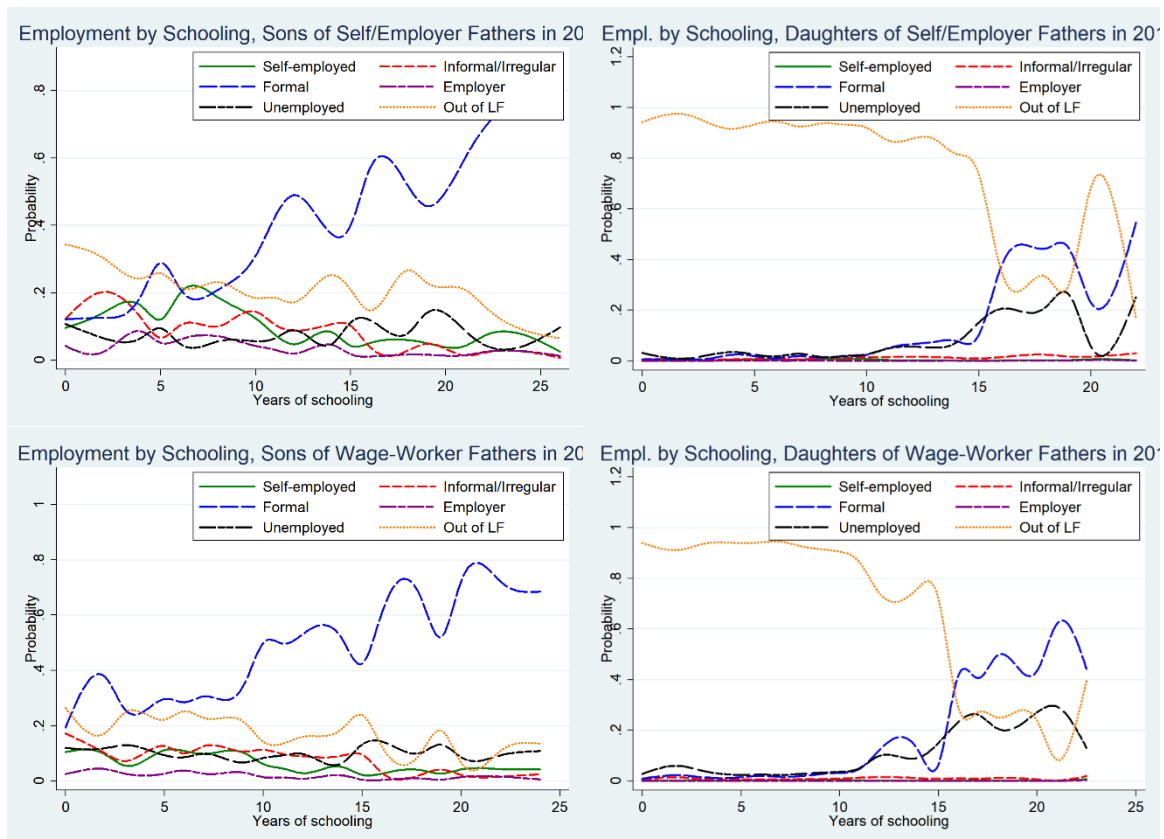 Employment by Schooling, Sons of Self/Employer Fathers in 20
Self-employed Informal/Irregular
Formal Employer
Unemployed Out of LF
Probability
0 .2 .4 .6 .8
0 5 10 15 20 25
Years of schooling
Empl. by Schooling, Daughters of Self/Employer Fathers in 201
Self-employed Informal/Irregular
Formal Employer
Unemployed Out of LF
Probability
0 .2 .4 .6 .8 1 1.2
0 5 10 15 20
Years of schooling
Employment by Schooling, Sons of Wage-Worker Fathers in 20
Self-employed Informal/Irregular
Formal Employer
Unemployed Out of LF
Probability
0 .2 .4 .6 .8 1
0 5 10 15 20 25
Years of schooling
Empl. by Schooling, Daughters of Wage-Worker Fathers in 201
Self-employed Informal/Irregular
Formal Employer
Unemployed Out of LF
Probability
0 .2 .4 .6 .8 1 1.2
0 5 10 15 20 25
Years of schooling